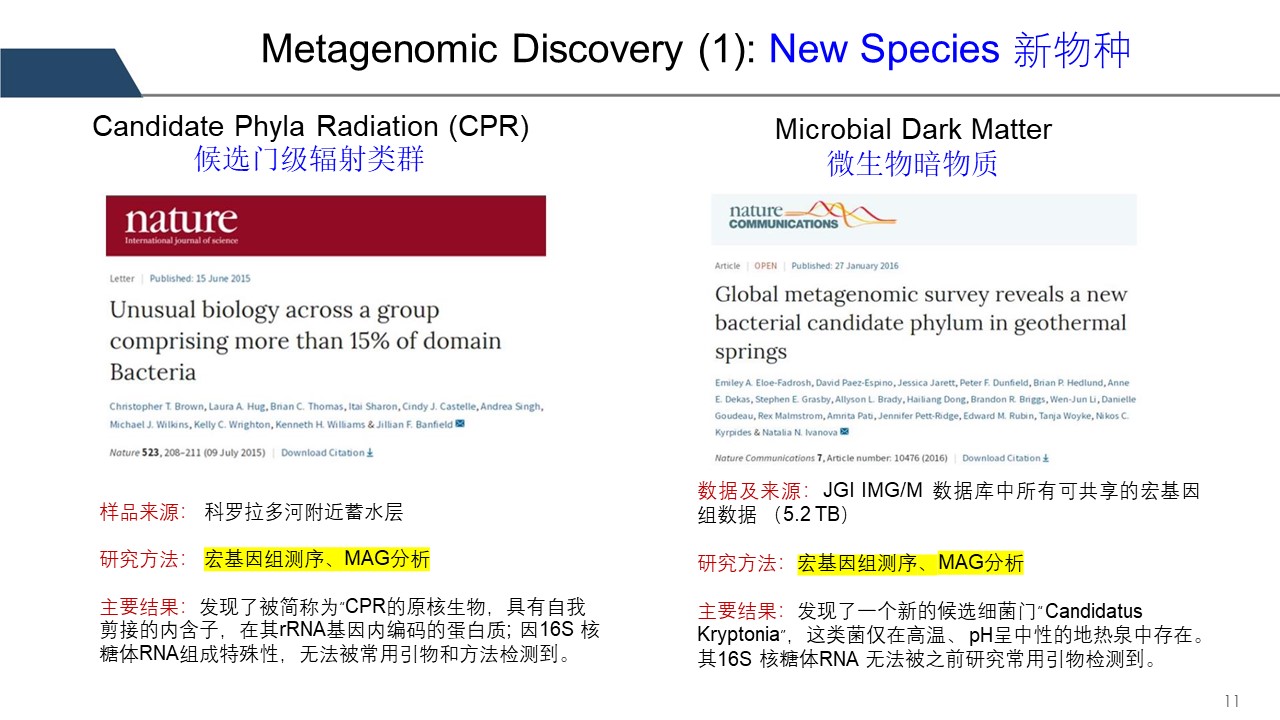 Metagenomic Discovery (1): New Species 新物种
Candidate Phyla Radiation (CPR)
候选门级辐射类群
nature
International journal of science
Letter | Published: 15 June 2015
Unusual biology across a group
comprising more than 15% of domain
Bacteria
Christopher T. Brown, Laura A. Hug, Brian C. Thomas, Itai Sharon, Cindy J. Castelle, Andrea Singh,
Michael J. Wilkins, Kelly C. Wrighton, Kenneth H. Williams & Jillian F. Banfield
Nature 523, 208–211 (09 July 2015) | Download Citation
样品来源： 科罗拉多河附近蓄水层
研究方法： 宏基因组测序、MAG分析
主要结果：发现了被简称为“CPR的原核生物，具有自我
剪接的内含子，在其rRNA基因内编码的蛋白质; 因16S 核
糖体RNA组成特殊性，无法被常用引物和方法检测到。
Microbial Dark Matter
微生物暗物质
nature
COMMUNICATIONS
Article | OPEN | Published: 27 January 2016
Global metagenomic survey reveals a new
bacterial candidate phylum in geothermal
springs
Emiley A. Eloe-Fadrosh, David Paez-Espino, Jessica Jarett, Peter F. Dunfield, Brian P. Hedlund, Anne
E. Dekas, Stephen E. Grasby, Allyson L. Brady, Hailiang Dong, Brandon R. Briggs, Wen-Jun Li, Danielle
Goudeau, Rex Malmstrom, Amrita Pati, Jennifer Pett-Ridge, Edward M. Rubin, Tanja Woyke, Nikos C.
Kyrpides & Natalia N. Ivanova
Nature Communications 7, Article number: 10476 (2016) | Download Citation
数据及来源：JGI IMG/M 数据库中所有可共享的宏基因
组数据 （5.2 TB）
研究方法：宏基因组测序、MAG分析
主要结果：发现了一个新的候选细菌门“Candidatus
Kryptonia”，这类菌仅在高温、pH呈中性的地热泉中存在。
其16S 核糖体RNA 无法被之前研究常用引物检测到。
11